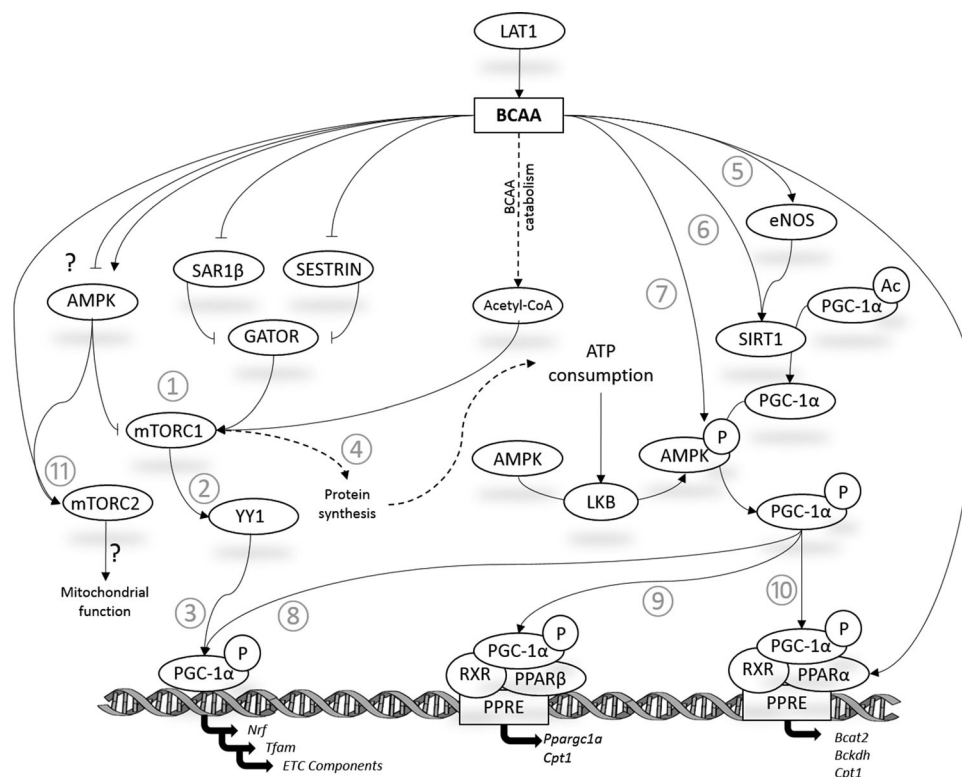 LAT1
BCAA
BCAA
catabolism
5
eNOS
6
?
SAR1β
SESTRIN
7
Ac
PGC-1α
AMPK
Acetyl-CoA
GATOR
SIRT1
ATP
consumption
1
PGC-1α
mTORC1
P
4
AMPK
AMPK
11
2
Protein
synthesis
LKB
P
mTORC2
YY1
PGC-1α
?
Mitochondrial
function
3
8
9
10
P
PGC-1α
P
PGC-1α
RXR
PPARβ
PPRE
P
PGC-1α
RXR
PPARα
PPRE
Nrf
Tfam
ETC Components
Ppargc1a
Cpt1
Bcat2
Bckdh
Cpt1